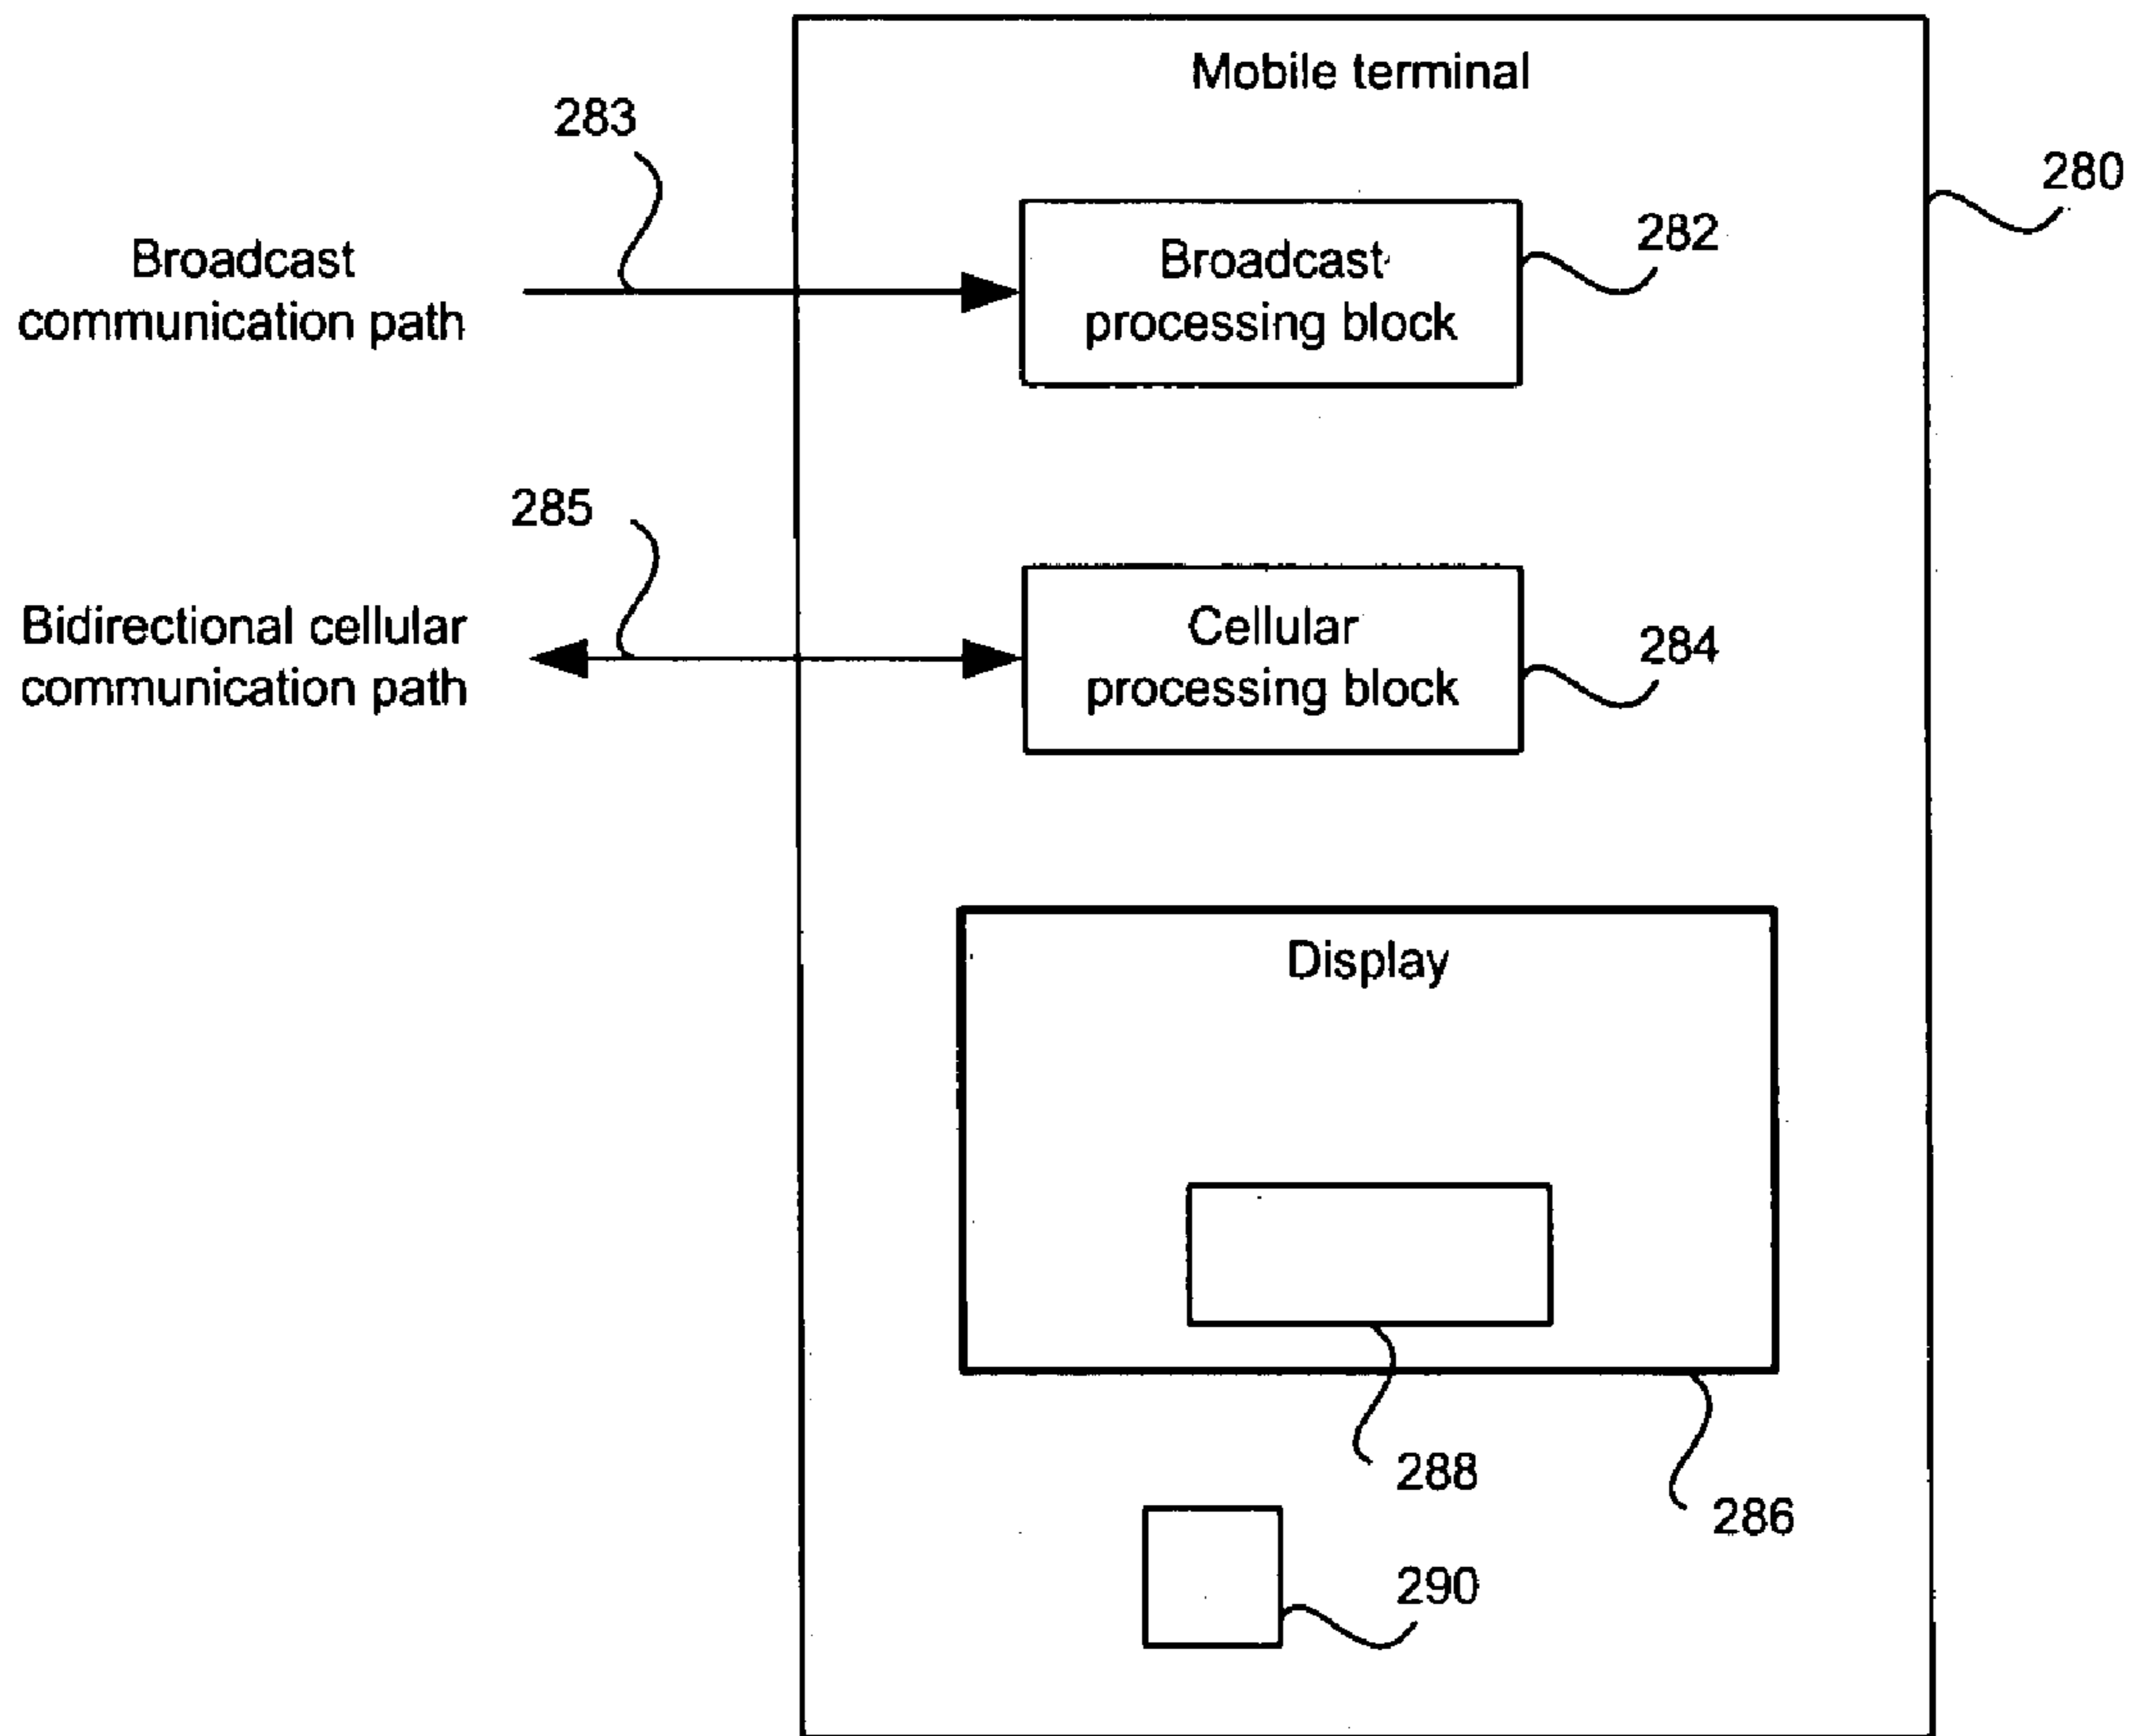 Mobile terminal
283
280
Broadcast
communication path
Broadcast
processing block
282
285
Bidirectional cellular
communication path
Cellular
processing block
284
Display
288
286
290